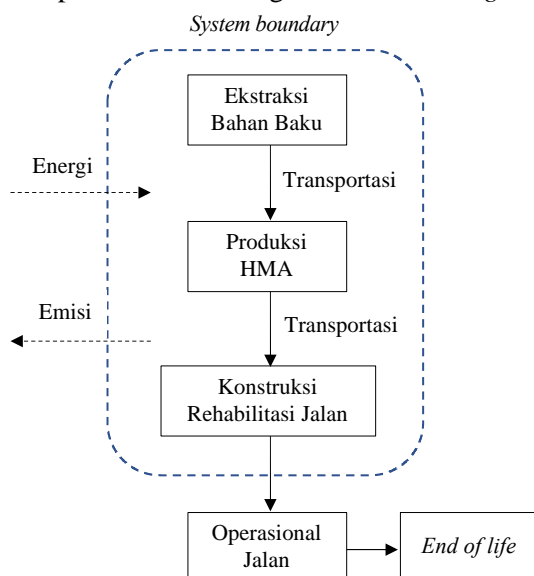 System boundary
Ekstraksi
Bahan Baku
Energi
Transportasi
Produksi
HMA
Emisi
Transportasi
Konstruksi
Rehabilitasi Jalan
Operasional
Jalan
End of life